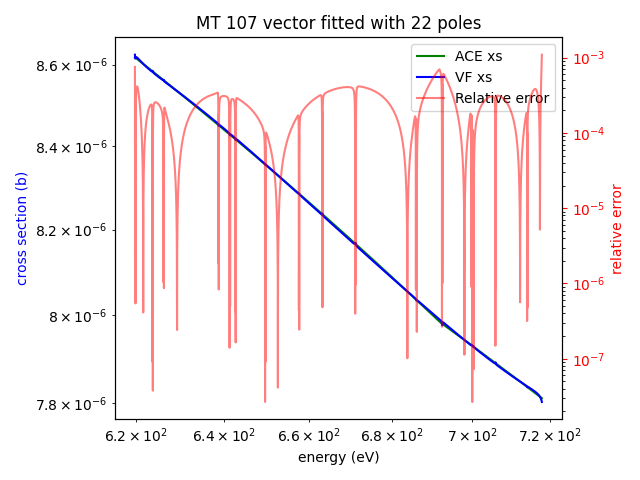 MT 107 vector fitted with 22 poles
ACE xs
VF xs
Relative error
8.6 × 10⁻⁶
8.4 × 10⁻⁶
8.2 × 10⁻⁶
8 × 10⁻⁶
7.8 × 10⁻⁶
cross section (b)
10⁻³
10⁻⁴
10⁻⁵
10⁻⁶
10⁻⁷
relative error
6.2 × 10² 6.4 × 10² 6.6 × 10² 6.8 × 10² 7 × 10² 7.2 × 10²
energy (eV)